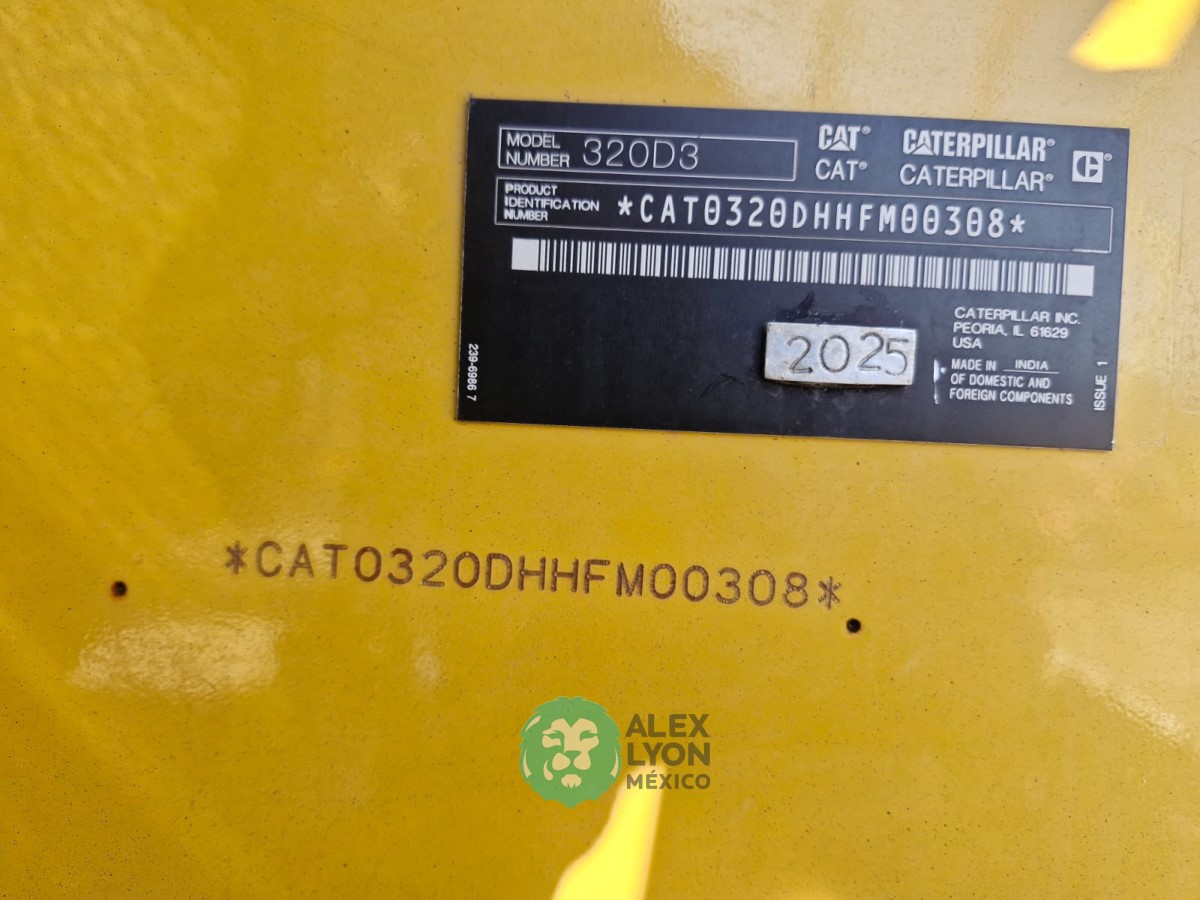 MODEL NUMBER 320D3
CAT® CATERPILLAR®
CAT® CATERPILLAR®
PRODUCT
IDENTIFICATION
NUMBER
*CAT0320DHHFM00308*
CATERPILLAR INC.
PEORIA, IL 61629
USA
2025
MADE IN INDIA
OF DOMESTIC AND
FOREIGN COMPONENTS
ISSUE 1
239-6986 7
*CAT0320DHHFM00308*
ALEX
LYON
MÉXICO